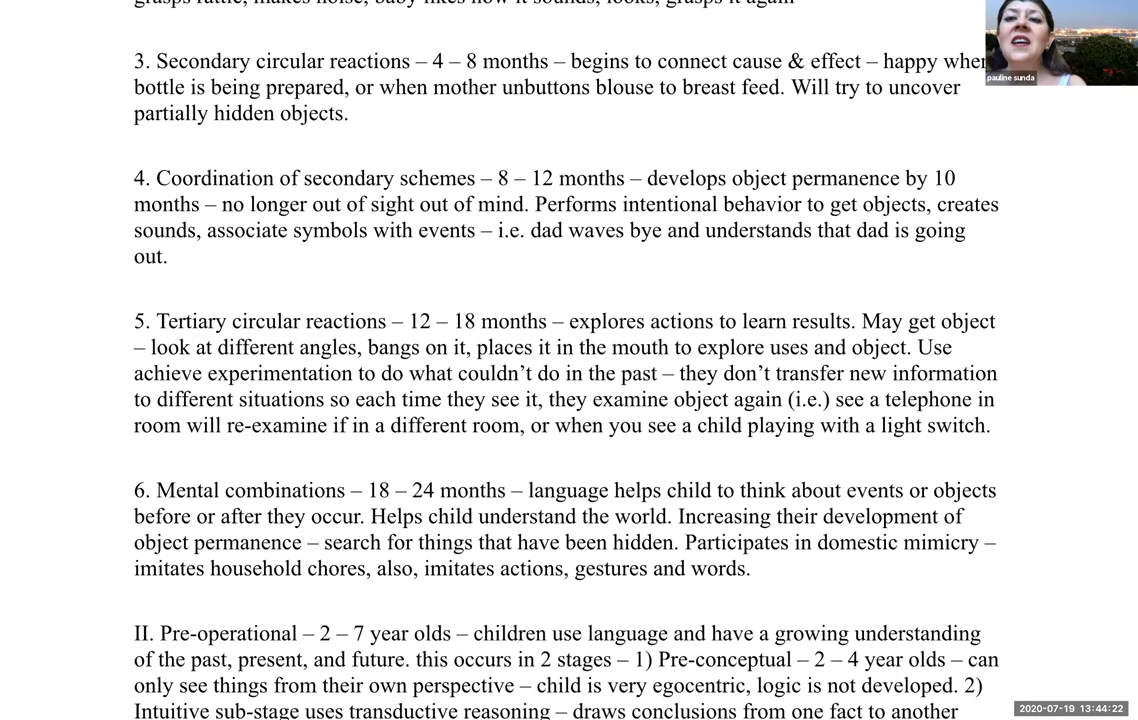 grasps rattle, makes noise, baby likes how it sounds, looks, grasps it again
3. Secondary circular reactions – 4 – 8 months – begins to connect cause & effect – happy when
bottle is being prepared, or when mother unbuttons blouse to breast feed. Will try to uncover
partially hidden objects.
pauline sunda
4. Coordination of secondary schemes – 8 – 12 months – develops object permanence by 10
months – no longer out of sight out of mind. Performs intentional behavior to get objects, creates
sounds, associate symbols with events – i.e. dad waves bye and understands that dad is going
out.
5. Tertiary circular reactions – 12 – 18 months – explores actions to learn results. May get object
– look at different angles, bangs on it, places it in the mouth to explore uses and object. Use
achieve experimentation to do what couldn’t do in the past – they don’t transfer new information
to different situations so each time they see it, they examine object again (i.e.) see a telephone in
room will re-examine if in a different room, or when you see a child playing with a light switch.
6. Mental combinations – 18 – 24 months – language helps child to think about events or objects
before or after they occur. Helps child understand the world. Increasing their development of
object permanence – search for things that have been hidden. Participates in domestic mimicry –
imitates household chores, also, imitates actions, gestures and words.
II. Pre-operational – 2 – 7 year olds – children use language and have a growing understanding
of the past, present, and future. this occurs in 2 stages – 1) Pre-conceptual – 2 – 4 year olds – can
only see things from their own perspective – child is very egocentric, logic is not developed. 2)
Intuitive sub-stage uses transductive reasoning – draws conclusions from one fact to another
2020-07-19 13:44:22